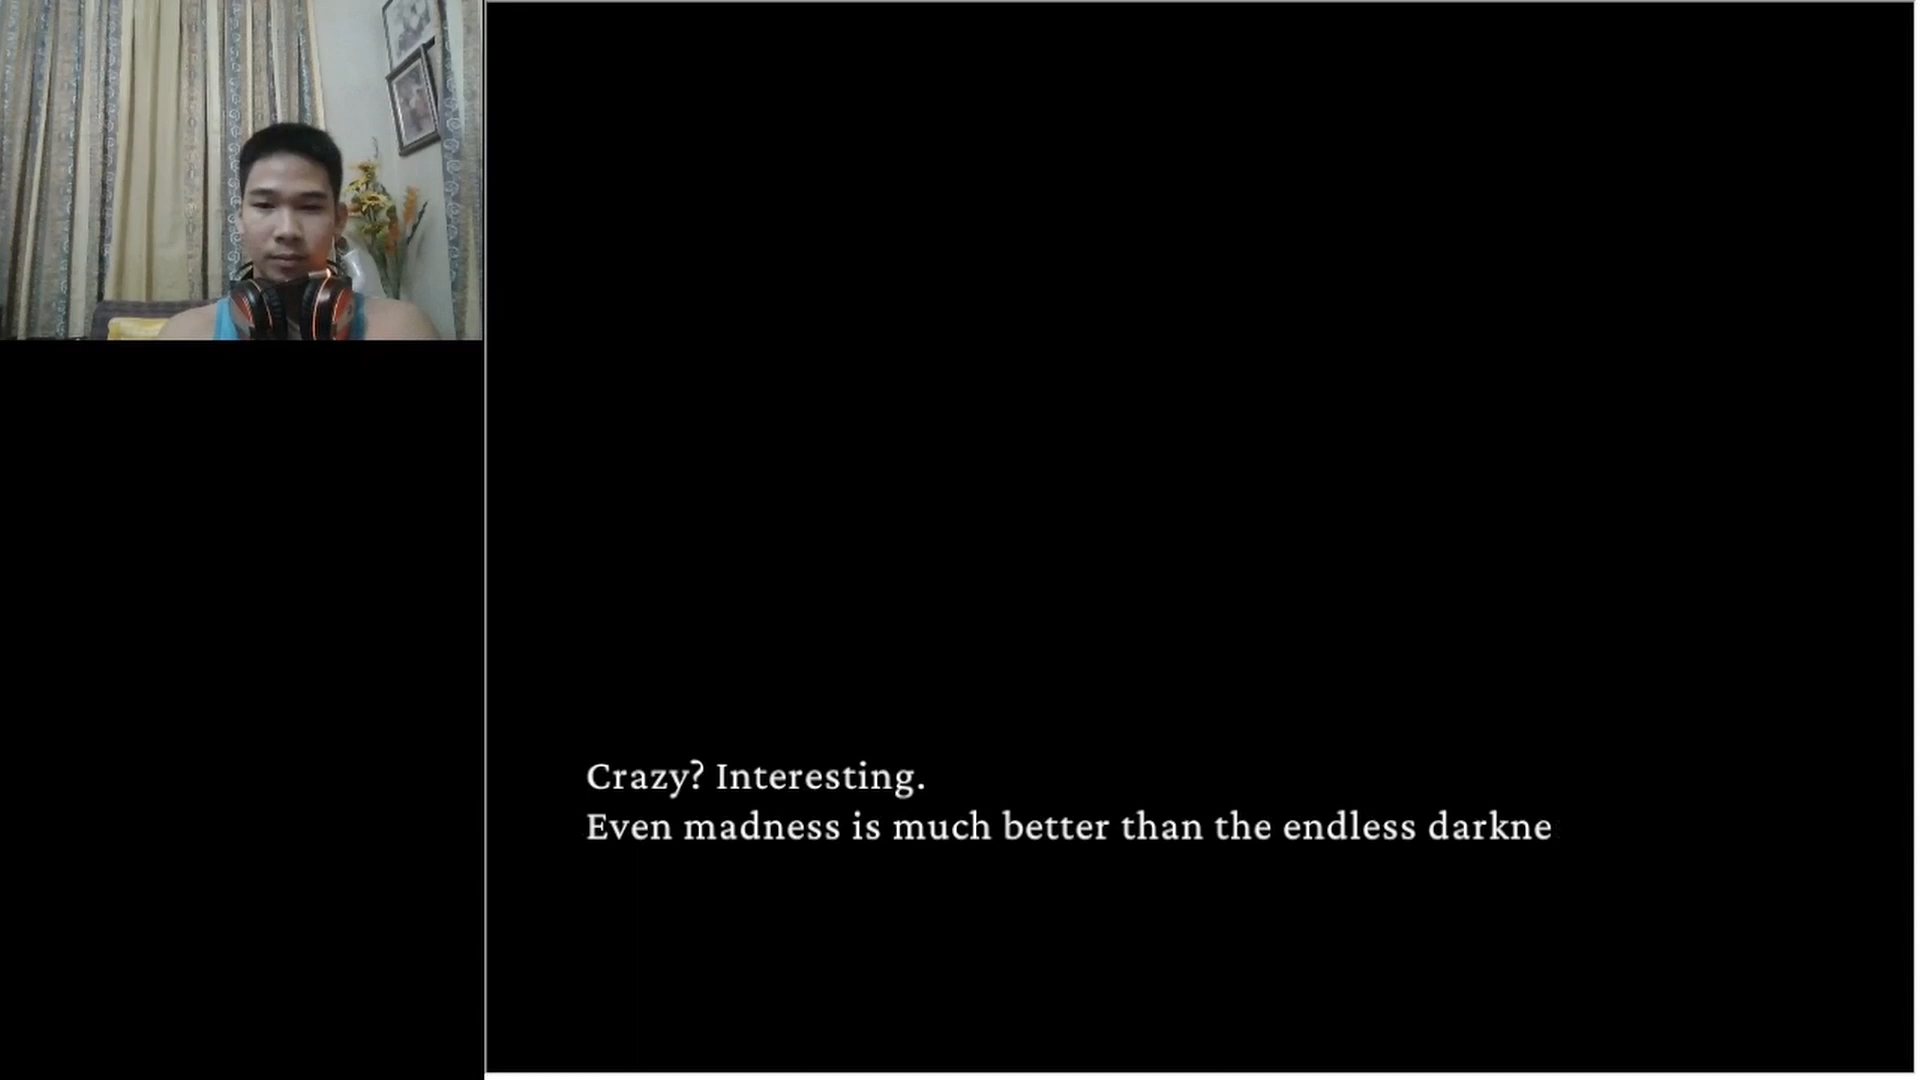 Crazy? Interesting.
Even madness is much better than the endless darkne